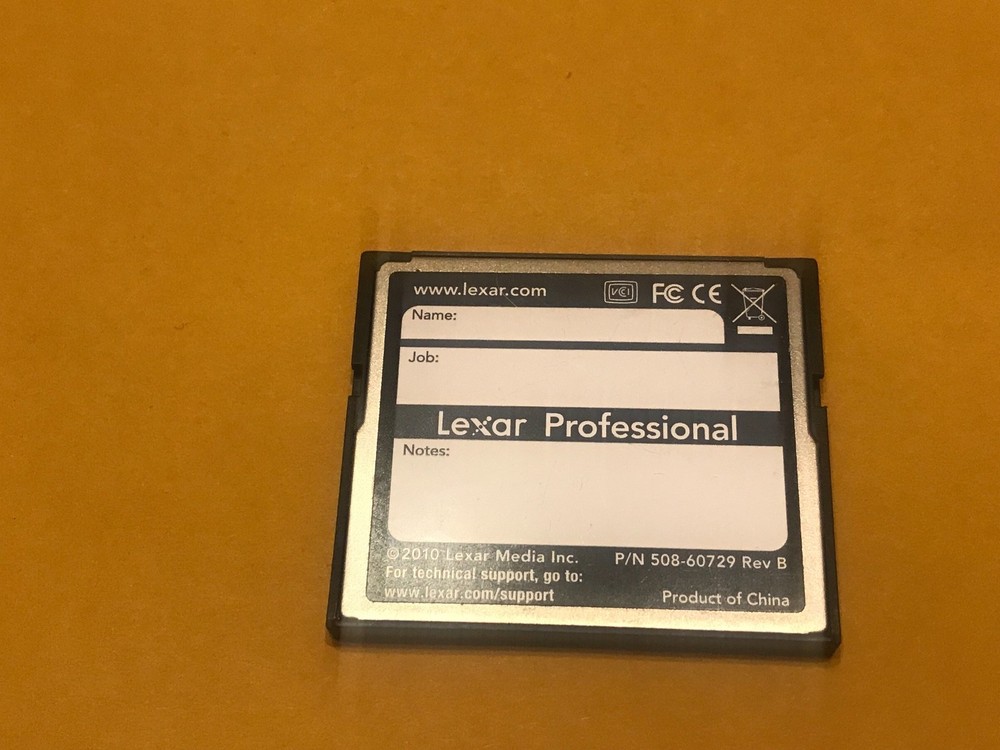 www.lexar.com VCCI FC CE
Name:
Job:
Lexar Professional
Notes:
©2010 Lexar Media Inc. P/N 508-60729 Rev B
For technical support, go to:
www.lexar.com/support Product of China